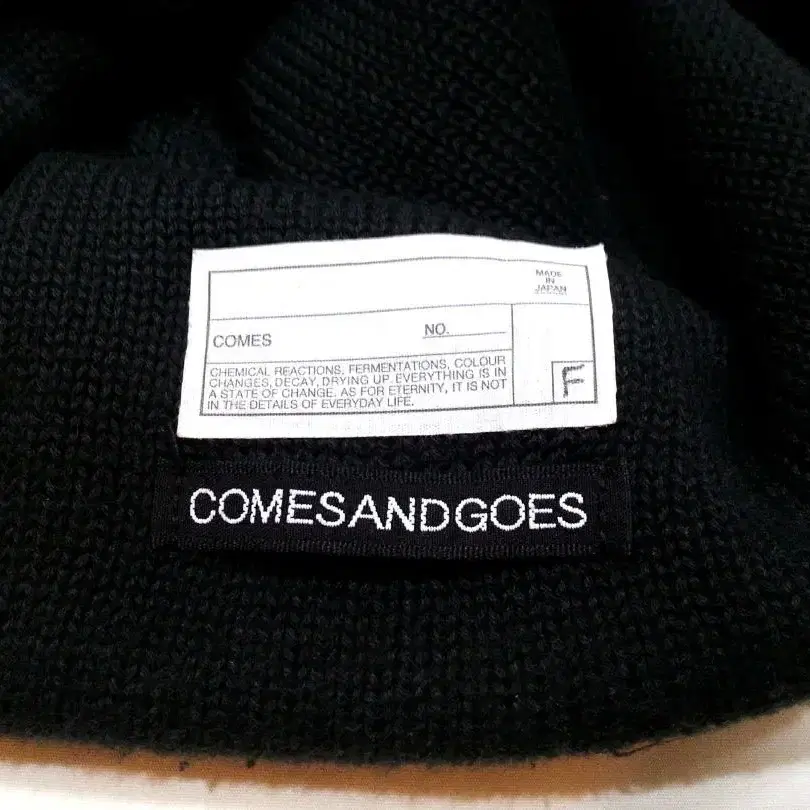 MADE
IN
JAPAN
COMES
NO.
CHEMICAL REACTIONS, FERMENTATIONS, COLOUR
CHANGES, DECAY, DRYING UP. EVERYTHING IS IN
A STATE OF CHANGE. AS FOR ETERNITY, IT IS NOT
IN THE DETAILS OF EVERYDAY LIFE.
F
COMESANDGOES